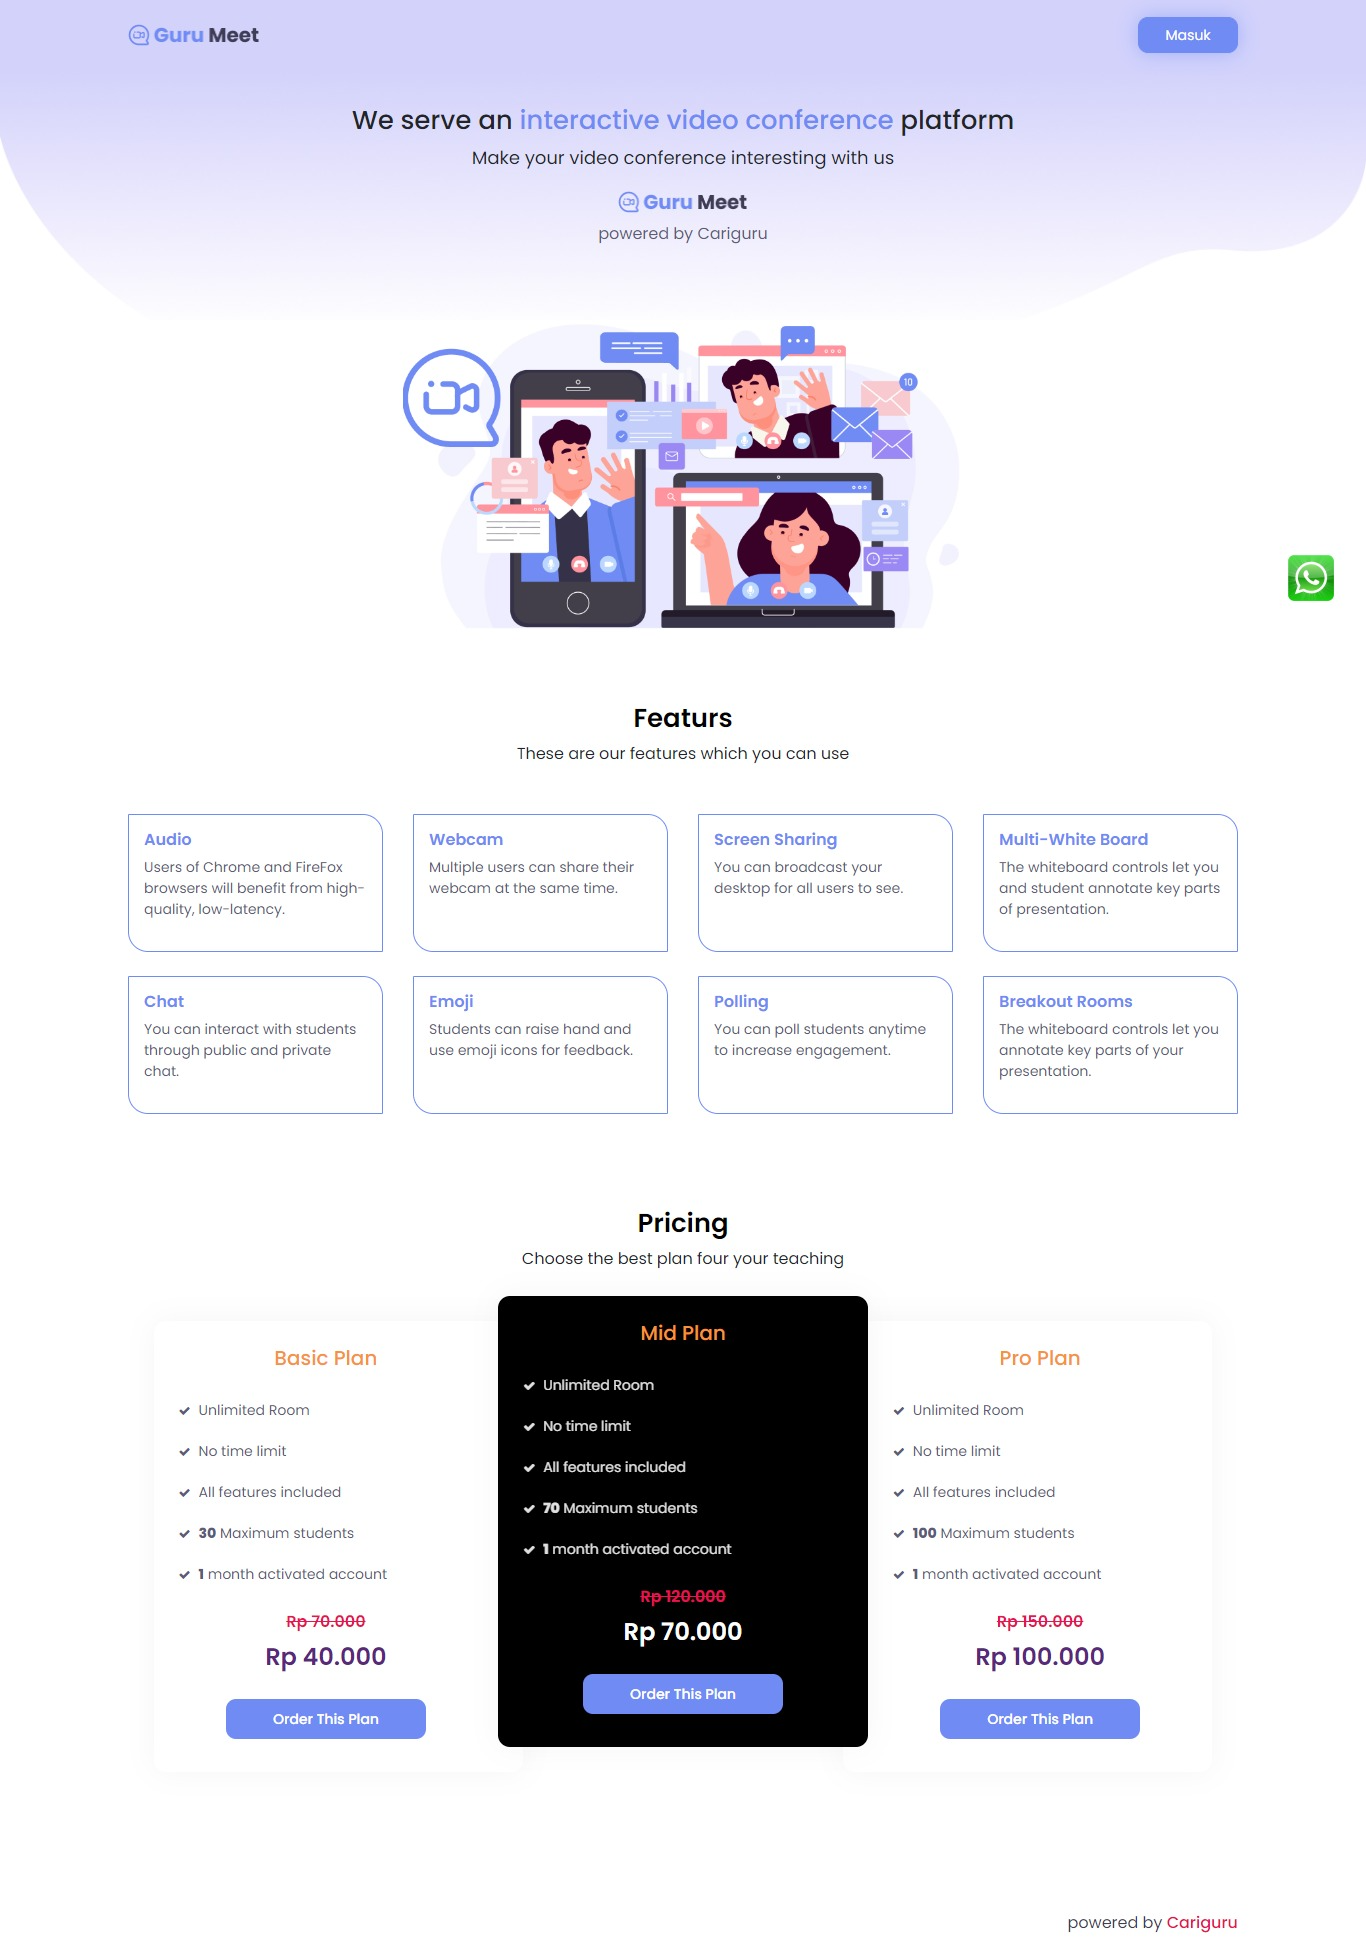 Guru Meet
Masuk
We serve an interactive video conference platform
Make your video conference interesting with us
Guru Meet
powered by Cariguru
10
Featurs
These are our features which you can use
Audio
Users of Chrome and FireFox
browsers will benefit from high-
quality, low-latency.
Webcam
Multiple users can share their
webcam at the same time.
Screen Sharing
You can broadcast your
desktop for all users to see.
Multi-White Board
The whiteboard controls let you
and student annotate key parts
of presentation.
Chat
You can interact with students
through public and private
chat.
Emoji
Students can raise hand and
use emoji icons for feedback.
Polling
You can poll students anytime
to increase engagement.
Breakout Rooms
The whiteboard controls let you
annotate key parts of your
presentation.
Pricing
Choose the best plan four your teaching
Basic Plan
Unlimited Room
No time limit
All features included
30 Maximum students
1 month activated account
Rp 70.000
Rp 40.000
Order This Plan
Mid Plan
Unlimited Room
No time limit
All features included
70 Maximum students
1 month activated account
Rp 120.000
Rp 70.000
Order This Plan
Pro Plan
Unlimited Room
No time limit
All features included
100 Maximum students
1 month activated account
Rp 150.000
Rp 100.000
Order This Plan
powered by Cariguru